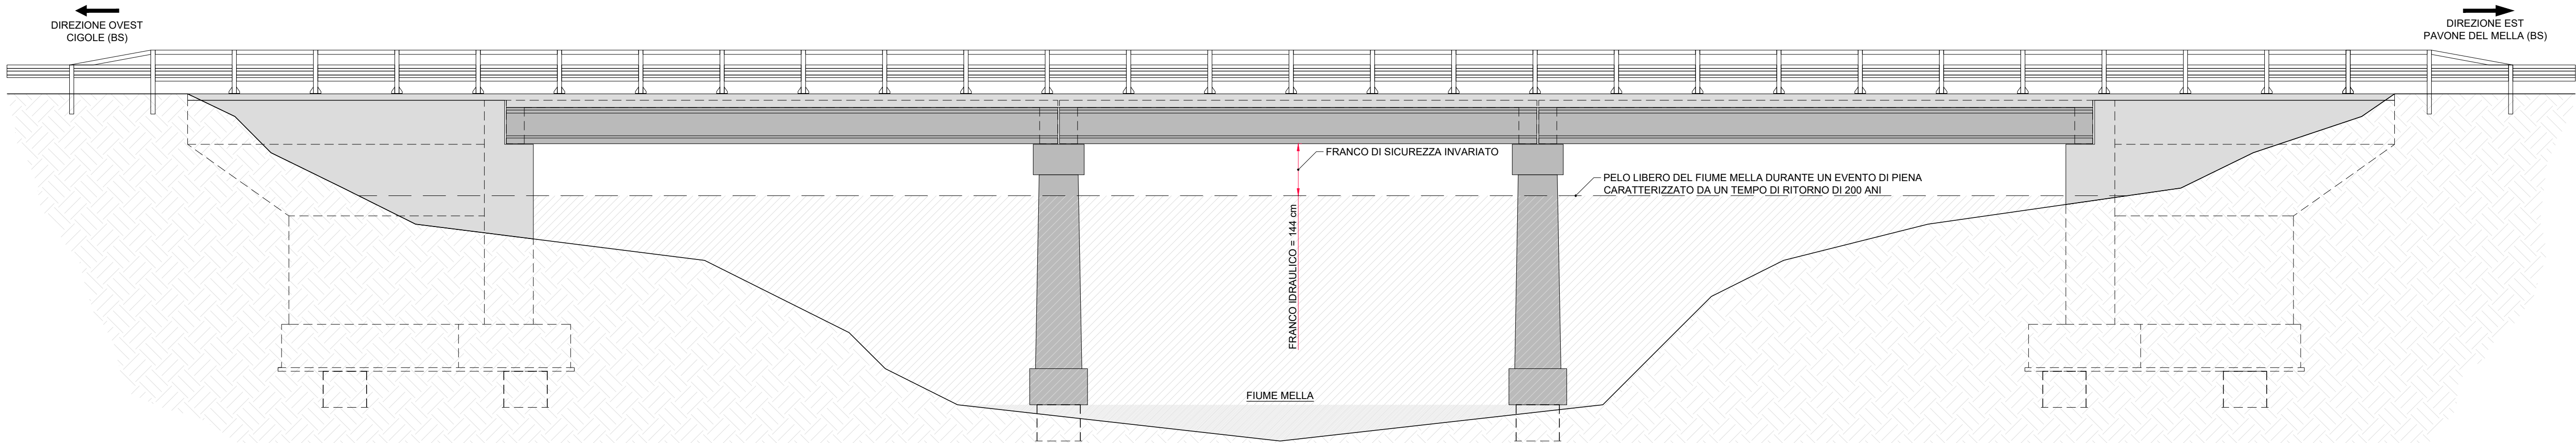 DIREZIONE OVEST
CIGOLE (BS)
DIREZIONE EST
PAVONE DEL MELLA (BS)
FRANCO DI SICUREZZA INVARIATO
PELO LIBERO DEL FIUME MELLA DURANTE UN EVENTO DI PIENA
CARATTERIZZATO DA UN TEMPO DI RITORNO DI 200 ANI
FRANCO IDRAULICO = 144 cm
FIUME MELLA